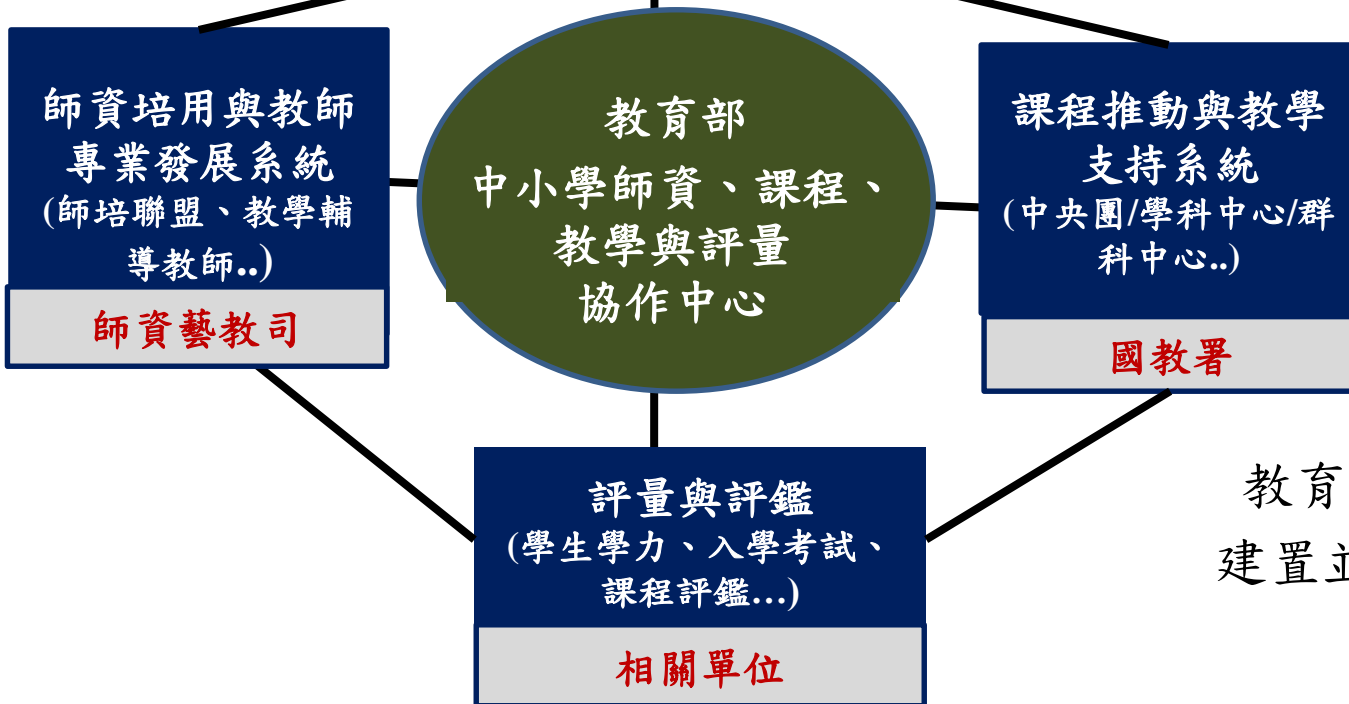 師資培用與教師
專業發展系統
(師培聯盟、教學輔
導教師..)
師資藝教司
教育部
中小學師資、課程、
教學與評量
協作中心
課程推動與教學
支持系統
(中央團/學科中心/群
科中心..)
國教署
評量與評鑑
(學生學力、入學考試、
課程評鑑...)
相關單位
教育
建置並